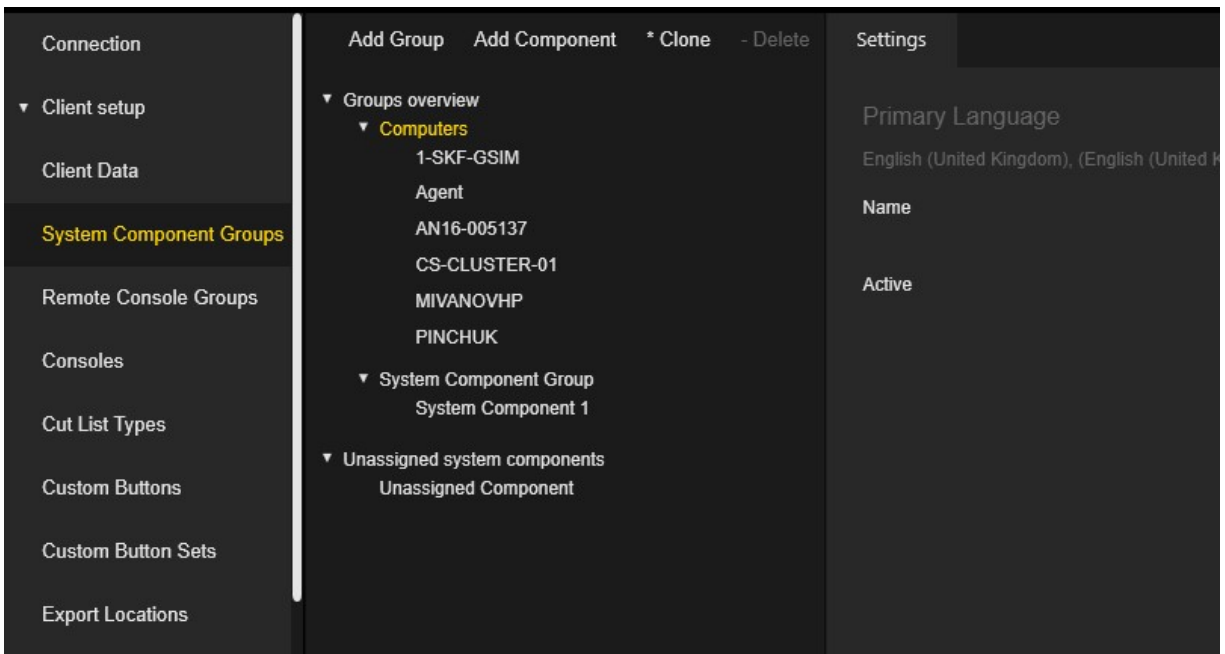 Connection
Client setup
Client Data
System Component Groups
Remote Console Groups
Consoles
Cut List Types
Custom Buttons
Custom Button Sets
Export Locations
Add Group Add Component * Clone - Delete
Groups overview
Computers
1-SKF-GSIM
Agent
AN16-005137
CS-CLUSTER-01
MIVANOVHP
PINCHUK
System Component Group
System Component 1
Unassigned system components
Unassigned Component
Settings
Primary Language
English (United Kingdom), (English (United K
Name
Active